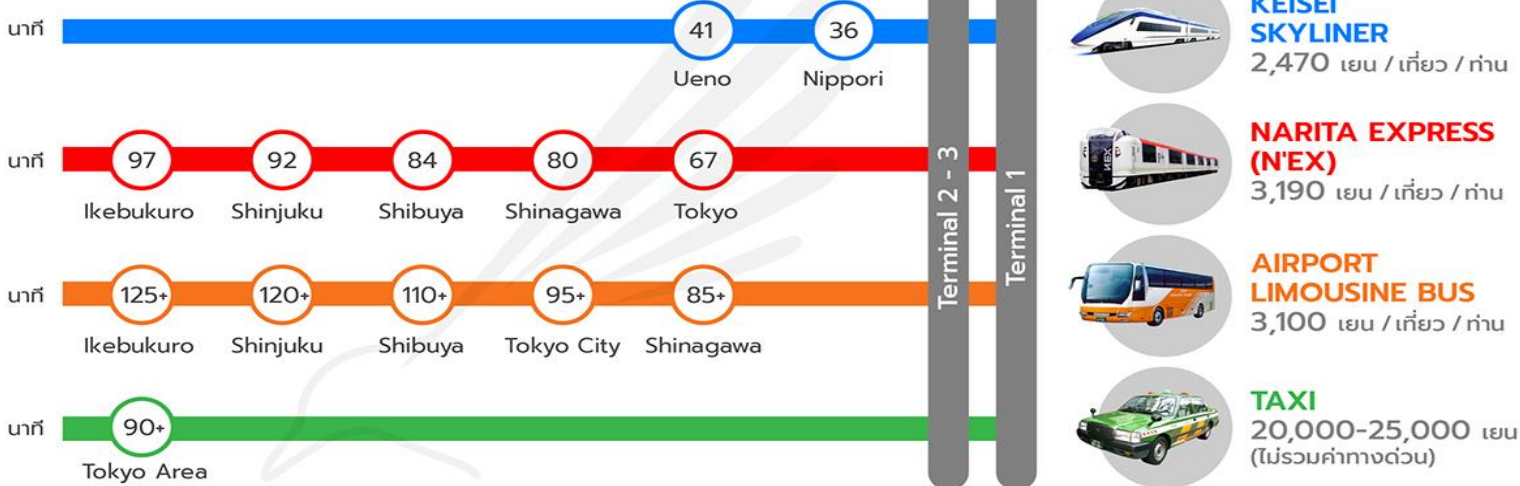 นาที
41
36
Ueno
Nippori
KEISEI
SKYLINER
2,470 เยน / เที่ยว / ท่าน
นาที
97
92
84
80
67
Ikebukuro
Shinjuku
Shibuya
Shinagawa
Tokyo
NARITA EXPRESS
(N'EX)
3,190 เยน / เที่ยว / ท่าน
Terminal 2 - 3
Terminal 1
นาที
125+
120+
110+
95+
85+
Ikebukuro
Shinjuku
Shibuya
Tokyo City
Shinagawa
AIRPORT
LIMOUSINE BUS
3,100 เยน / เที่ยว / ท่าน
นาที
90+
Tokyo Area
TAXI
20,000-25,000 เยน
(ไม่รวมค่าทางด่วน)